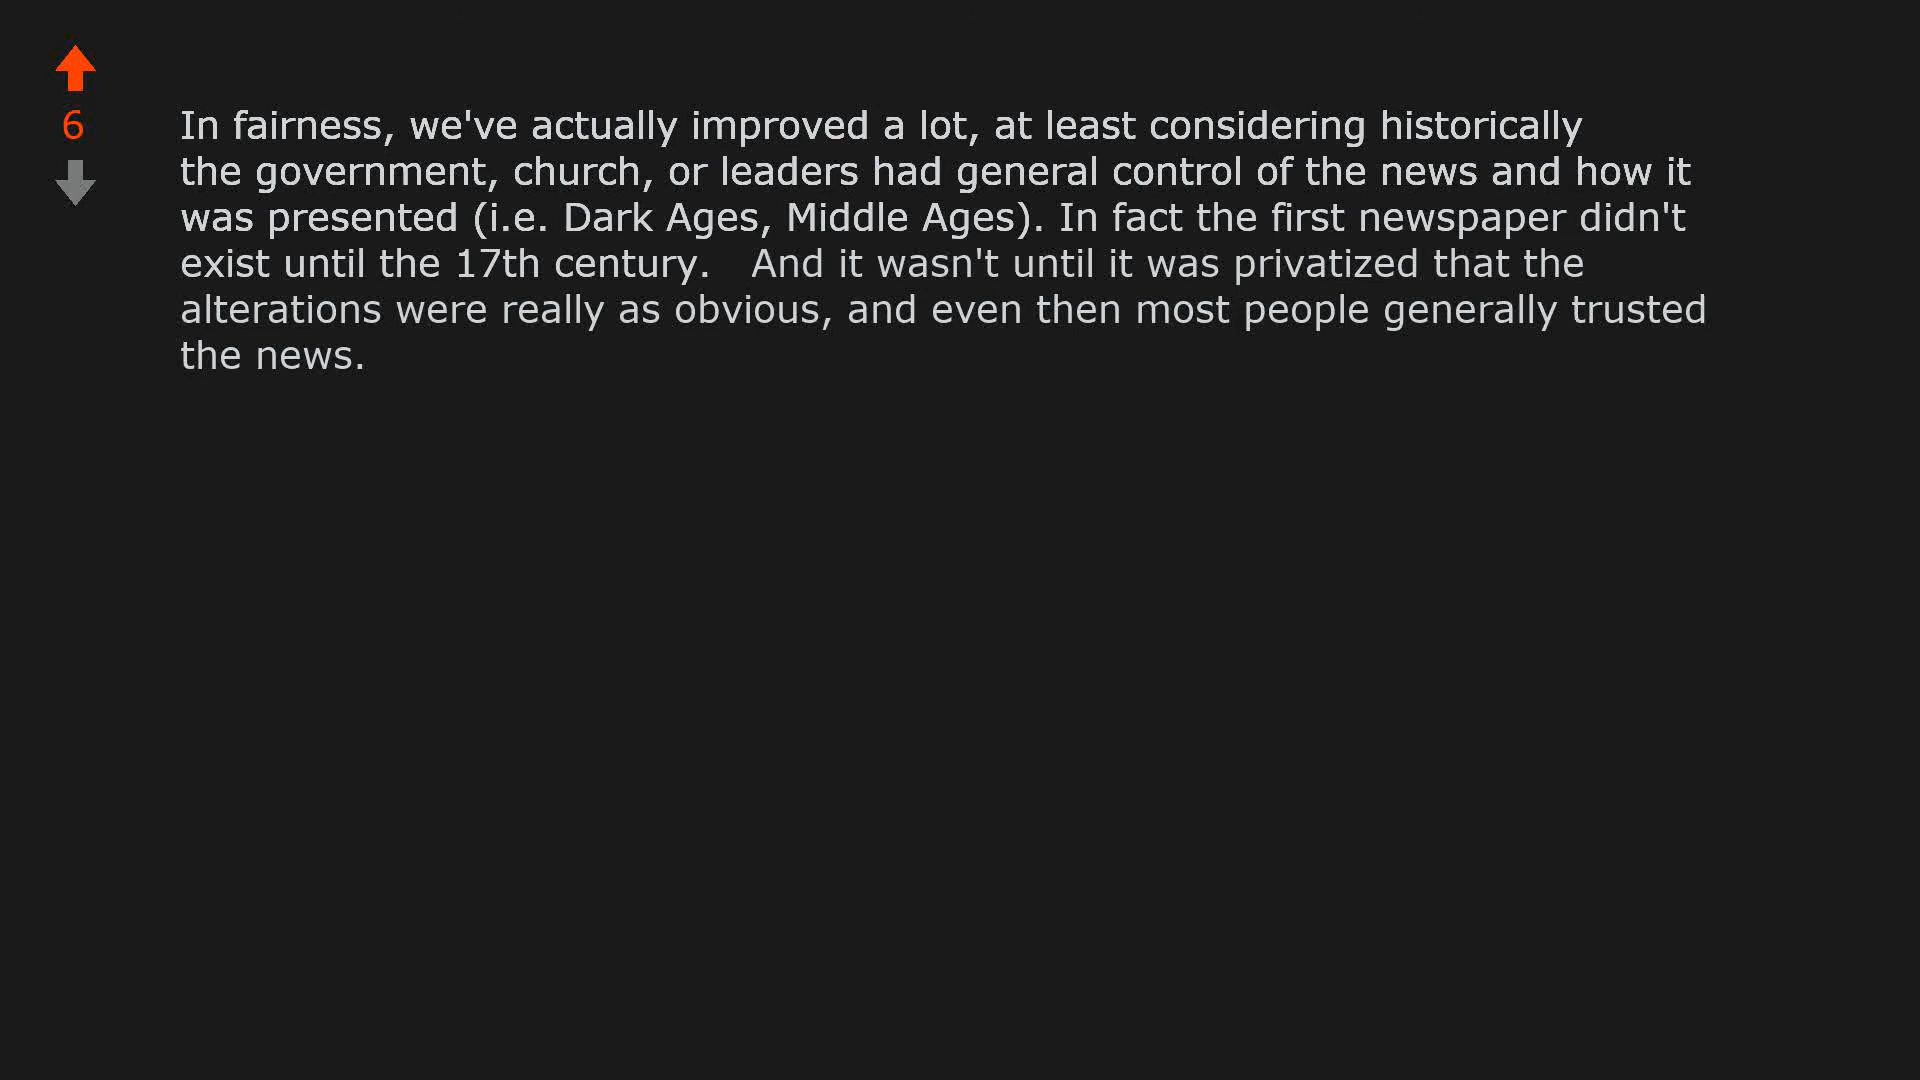 6
In fairness, we've actually improved a lot, at least considering historically
the government, church, or leaders had general control of the news and how it
was presented (i.e. Dark Ages, Middle Ages). In fact the first newspaper didn't
exist until the 17th century.   And it wasn't until it was privatized that the
alterations were really as obvious, and even then most people generally trusted
the news.